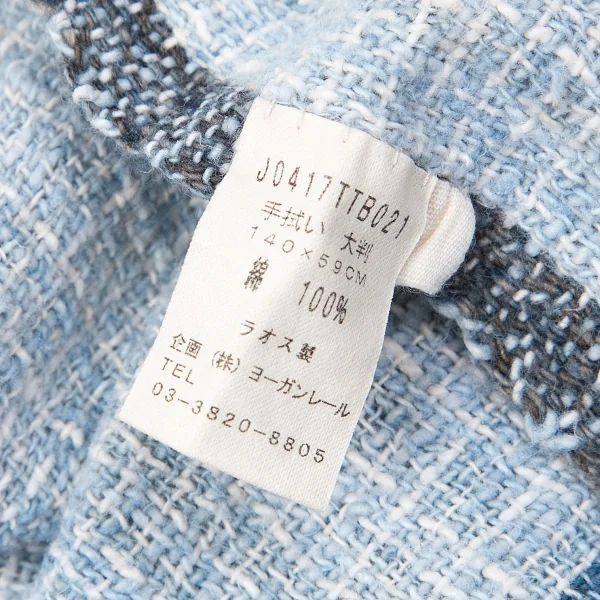 J0417TTB021
手拭い 大判
140×59CM
綿 100%
ラオス製
企画 (株) ヨーガンレール
TEL
03-3820-8805